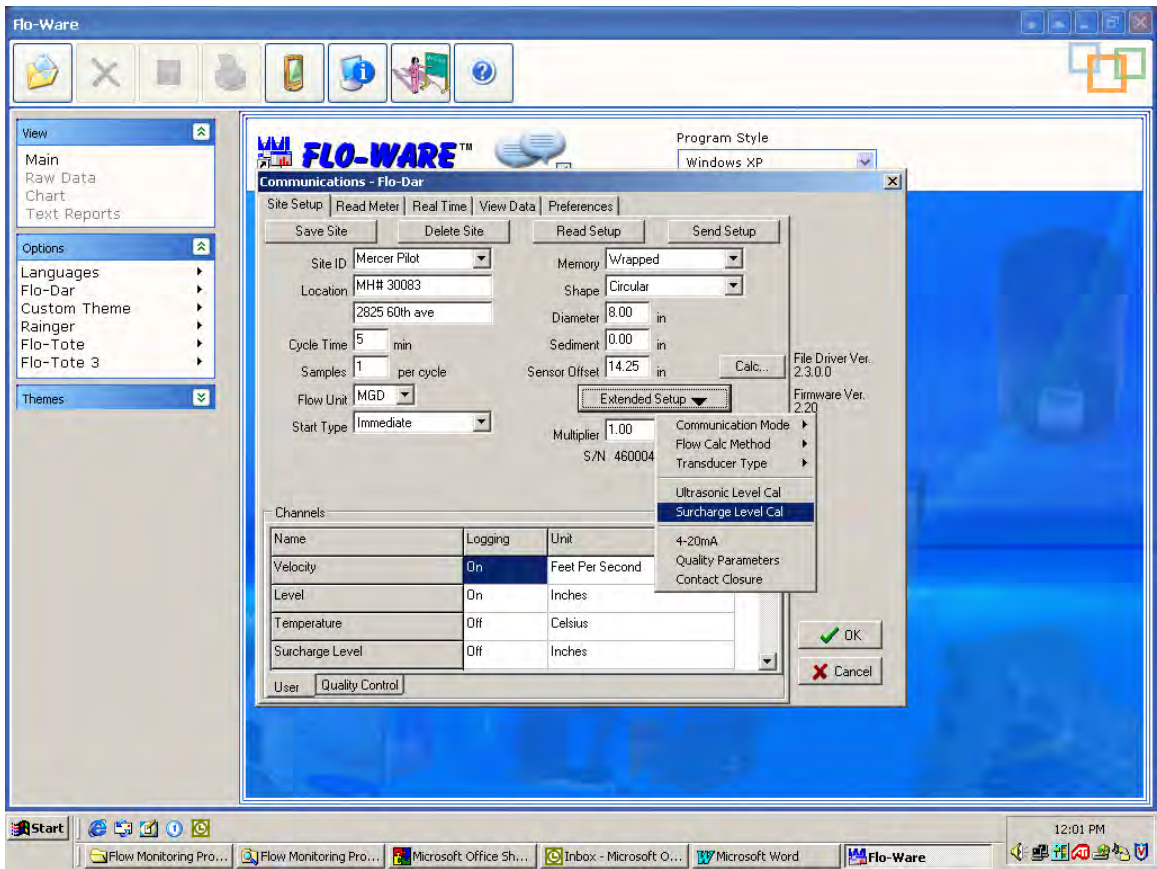 Flo-Ware
View
Main
Raw Data
Chart
Text Reports
Options
Languages
Flo-Dar
Custom Theme
Rainger
Flo-Tote
Flo-Tote 3
Themes
FLO-WARE™
Program Style
Windows XP
Communications - Flo-Dar
Site Setup Read Meter Real Time View Data Preferences
Save Site Delete Site Read Setup Send Setup
Site ID Mercer Pilot
Location MH# 30083
2825 60th ave
Cycle Time 5 min
Samples 1 per cycle
Flow Unit MGD
Start Type Immediate
Memory Wrapped
Shape Circular
Diameter 8.00 in
Sediment 0.00 in
Sensor Offset 14.25 in Calc...
Extended Setup
Multiplier 1.00
S/N 460004
File Driver Ver.
2.3.0.0
Firmware Ver.
2.20
Communication Mode
Flow Calc Method
Transducer Type
Ultrasonic Level Cal
Surcharge Level Cal
4-20mA
Quality Parameters
Contact Closure
Channels
Name Logging Unit
Velocity On Feet Per Second
Level On Inches
Temperature Off Celsius
Surcharge Level Off Inches
User Quality Control
OK
Cancel
Start
12:01 PM
Flow Monitoring Pro... Flow Monitoring Pro... Microsoft Office Sh... Inbox - Microsoft O... Microsoft Word Flo-Ware